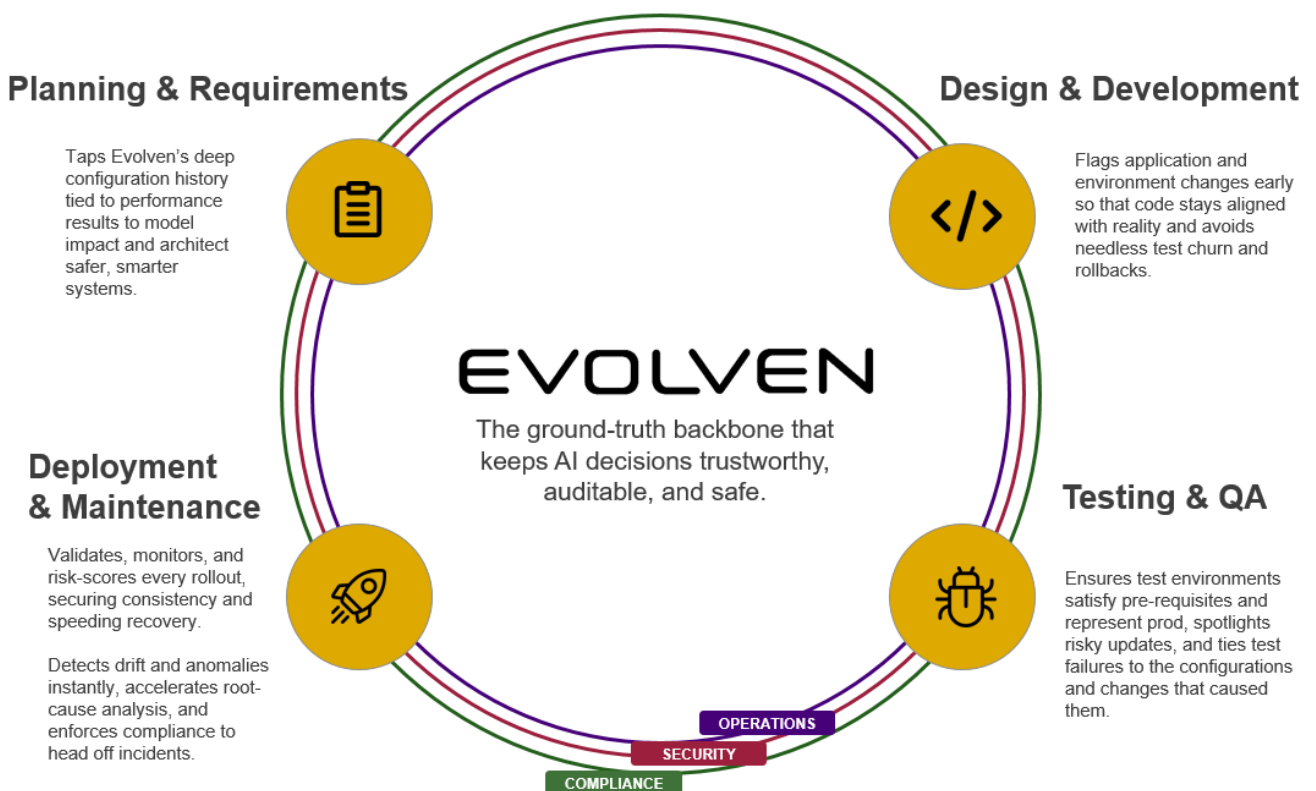 Planning & Requirements
Taps Evolven's deep
configuration history
tied to performance
results to model
impact and architect
safer, smarter
systems.
Design & Development
Flags application and
environment changes early
so that code stays aligned
with reality and avoids
needless test churn and
rollbacks.
EVOLVEN
The ground-truth backbone that
keeps AI decisions trustworthy,
auditable, and safe.
Deployment
& Maintenance
Validates, monitors, and
risk-scores every rollout,
securing consistency and
speeding recovery.
Detects drift and anomalies
instantly, accelerates root-
cause analysis, and
enforces compliance to
head off incidents.
Testing & QA
Ensures test environments
satisfy pre-requisites and
represent prod, spotlights
risky updates, and ties test
failures to the configurations
and changes that caused
them.
OPERATIONS
SECURITY
COMPLIANCE